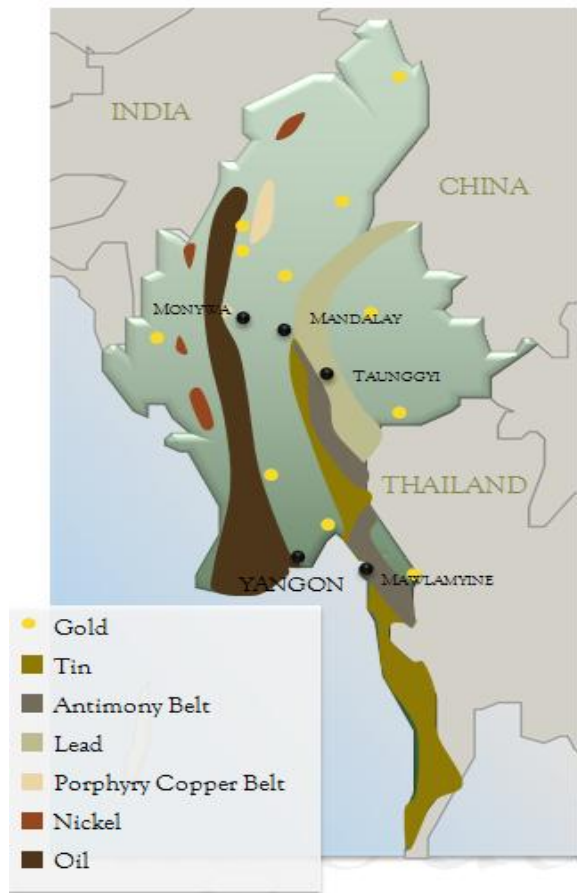 INDIA
CHINA
MONYWA
MANDALAY
TAUNGGYI
THAILAND
YANGON
MAWLAMYINE
Gold
Tin
Antimony Belt
Lead
Porphyry Copper Belt
Nickel
Oil